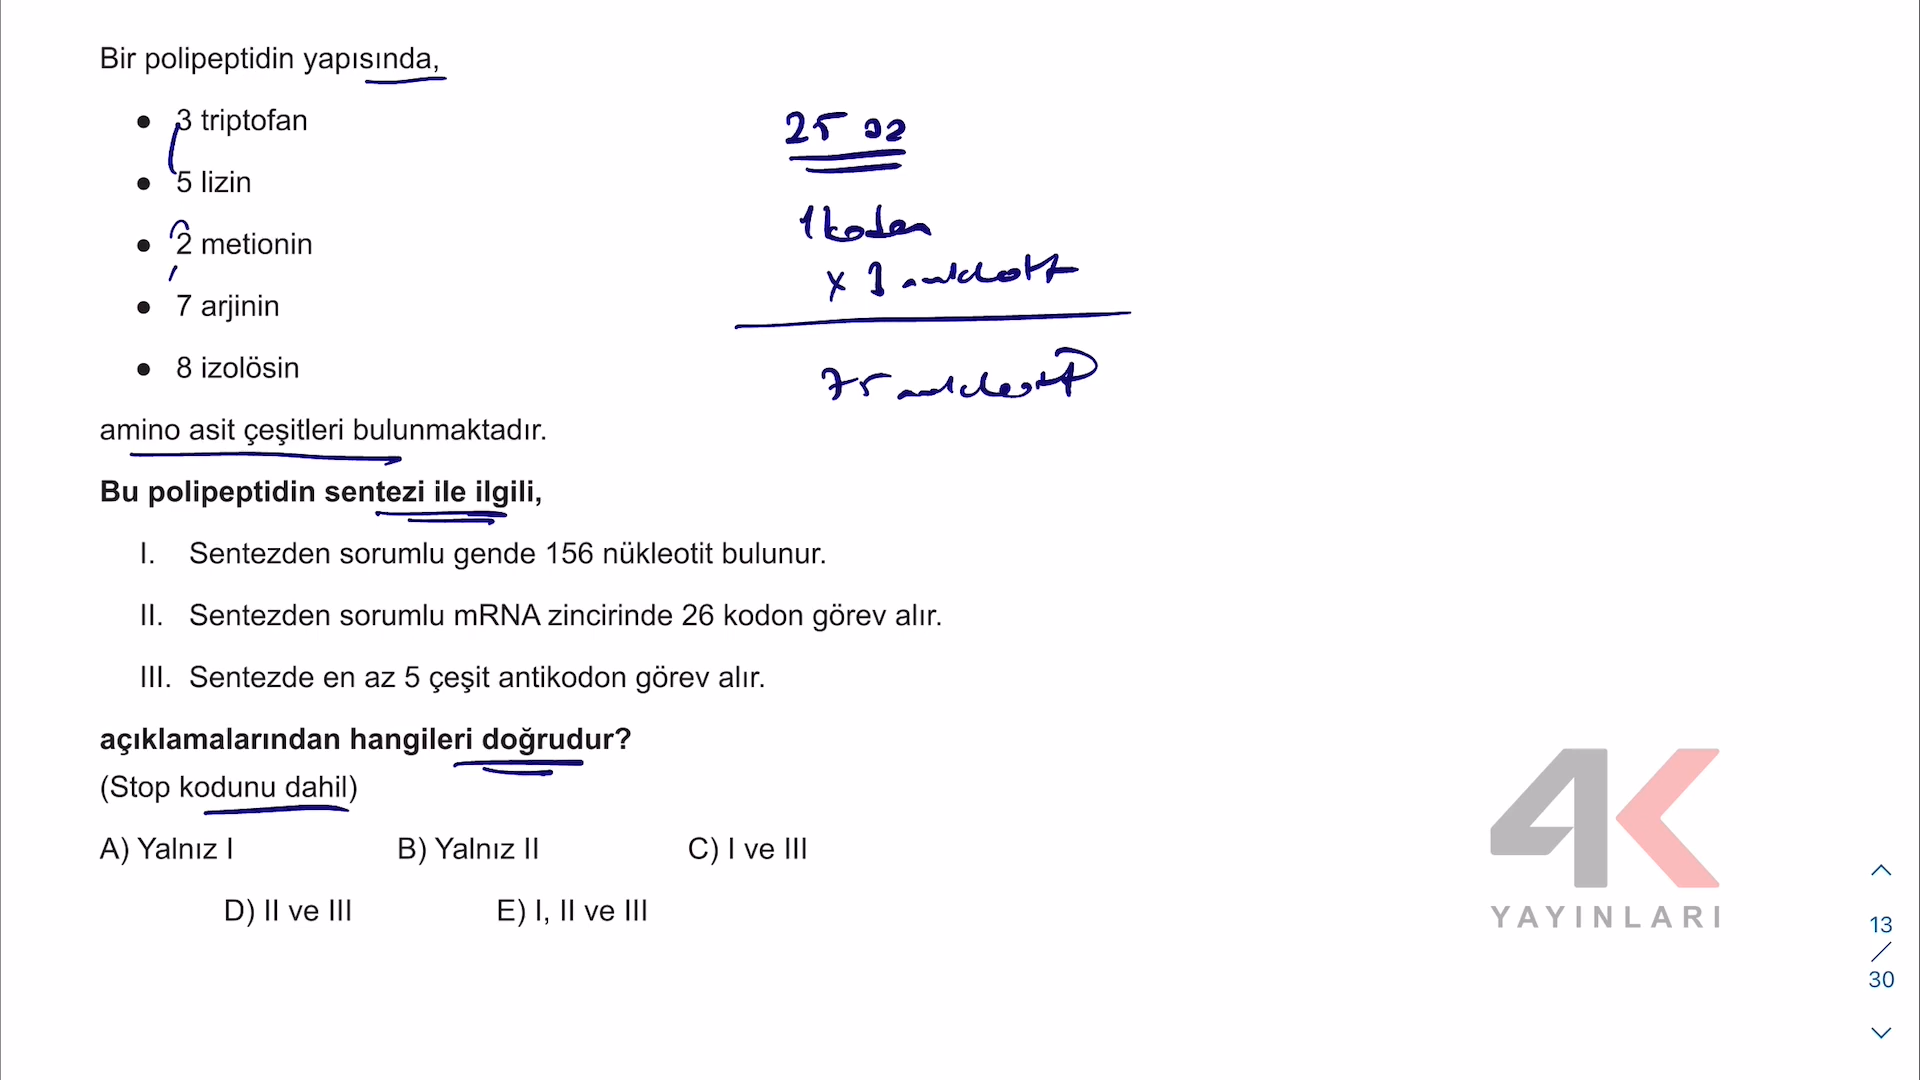 Bir polipeptidin yapısında,
● 3 triptofan
● 5 lizin
● 2 metionin
● 7 arjinin
● 8 izolösin
amino asit çeşitleri bulunmaktadır.
Bu polipeptidin sentezi ile ilgili,
I. Sentezden sorumlu gende 156 nükleotit bulunur.
II. Sentezden sorumlu mRNA zincirinde 26 kodon görev alır.
III. Sentezde en az 5 çeşit antikodon görev alır.
açıklamalarından hangileri doğrudur?
(Stop kodunu dahil)
A) Yalnız I B) Yalnız II C) I ve III
D) II ve III E) I, II ve III
25 aa
1 kodon
x 3 nükleotit
75 nükleotit
4K
YAYINLARI
13
/
30